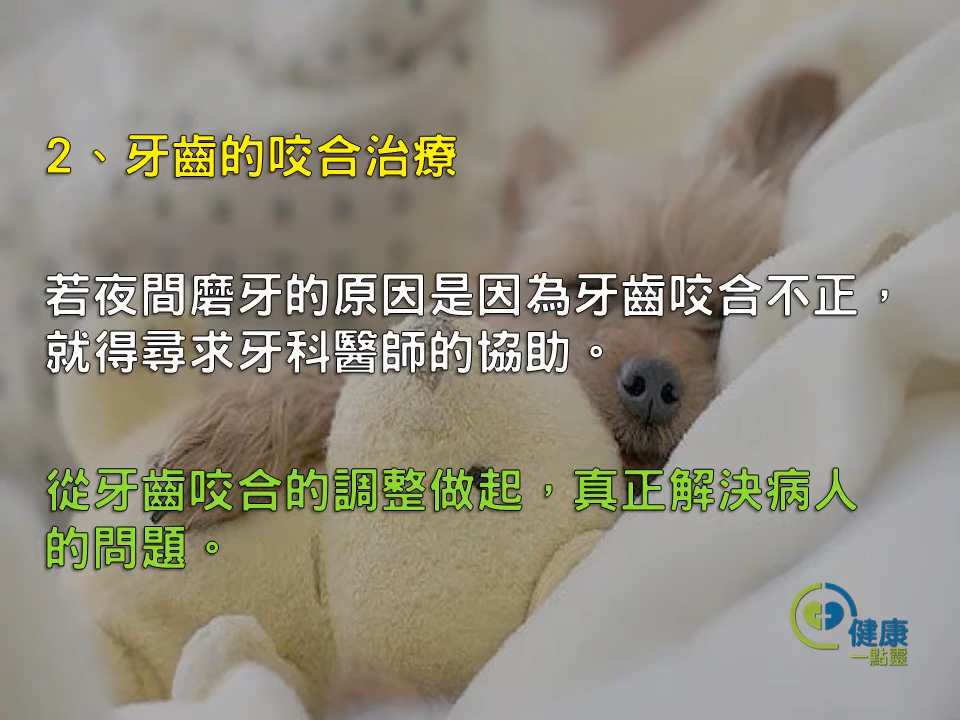 2、牙齒的咬合治療
若夜間磨牙的原因是因為牙齒咬合不正，
就得尋求牙科醫師的協助。
從牙齒咬合的調整做起，真正解決病人
的問題。
健康
一點靈